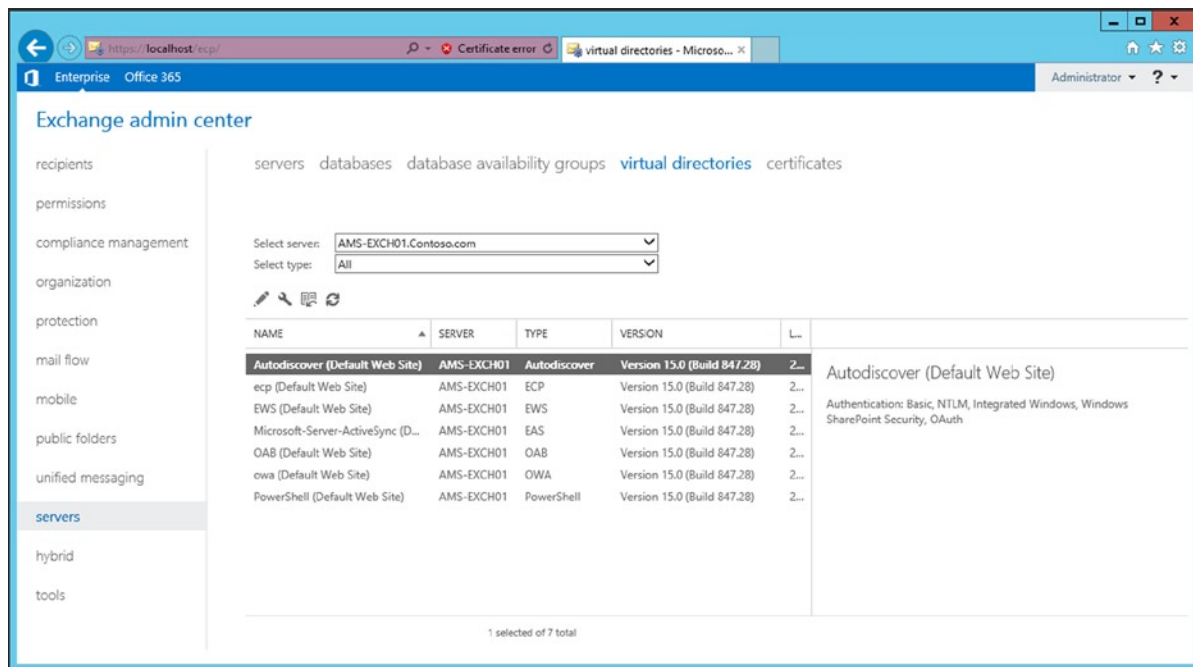 https://localhost/ecp/ Certificate error virtual directories - Microso...
Enterprise Office 365 Administrator ?
Exchange admin center
recipients
permissions
compliance management
organization
protection
mail flow
mobile
public folders
unified messaging
servers
hybrid
tools
servers databases database availability groups virtual directories certificates
Select server: AMS-EXCH01.Contoso.com
Select type: All
NAME SERVER TYPE VERSION L...
Autodiscover (Default Web Site) AMS-EXCH01 Autodiscover Version 15.0 (Build 847.28) 2...
ecp (Default Web Site) AMS-EXCH01 ECP Version 15.0 (Build 847.28) 2...
EWS (Default Web Site) AMS-EXCH01 EWS Version 15.0 (Build 847.28) 2...
Microsoft-Server-ActiveSync (D... AMS-EXCH01 EAS Version 15.0 (Build 847.28) 2...
OAB (Default Web Site) AMS-EXCH01 OAB Version 15.0 (Build 847.28) 2...
owa (Default Web Site) AMS-EXCH01 OWA Version 15.0 (Build 847.28) 2...
PowerShell (Default Web Site) AMS-EXCH01 PowerShell Version 15.0 (Build 847.28) 2...
Autodiscover (Default Web Site)
Authentication: Basic, NTLM, Integrated Windows, Windows
SharePoint Security, OAuth
1 selected of 7 total